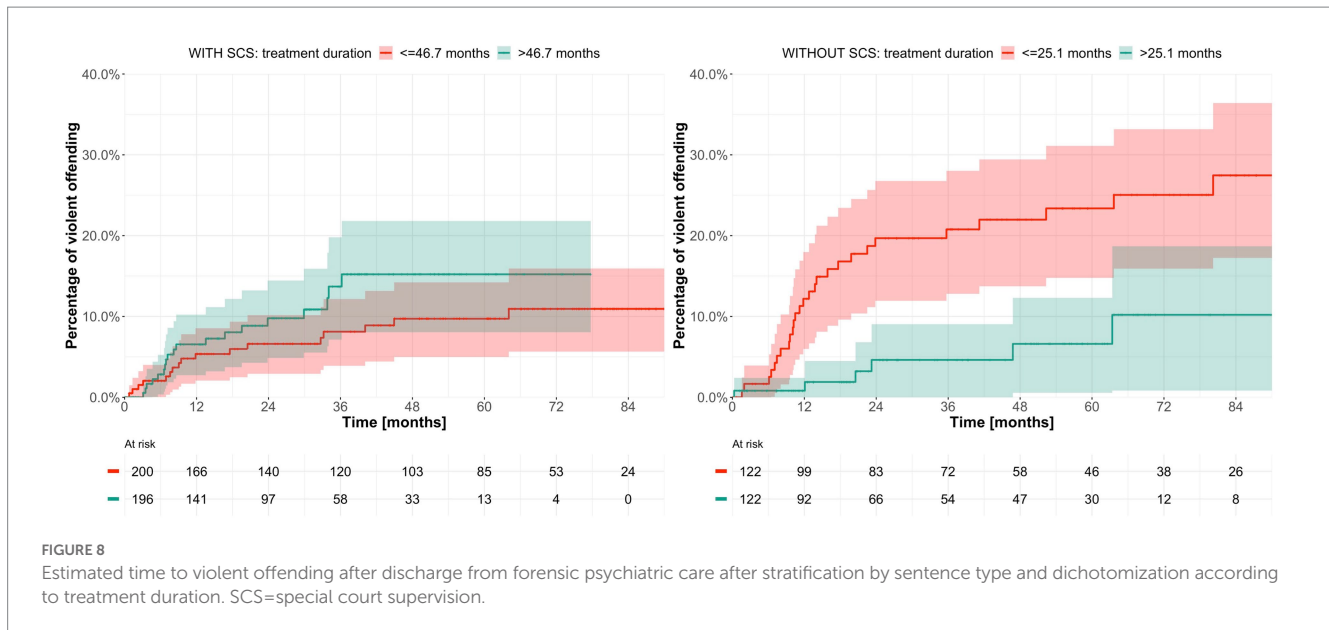 WITH SCS: treatment duration <=46.7 months >46.7 months
40.0%
30.0%
20.0%
10.0%
0.0%
Percentage of violent offending
0 12 24 36 48 60 72 84
Time [months]
At risk
200 166 140 120 103 85 53 24
196 141 97 58 33 13 4 0
WITHOUT SCS: treatment duration <=25.1 months >25.1 months
40.0%
30.0%
20.0%
10.0%
0.0%
Percentage of violent offending
0 12 24 36 48 60 72 84
Time [months]
At risk
122 99 83 72 58 46 38 26
122 92 66 54 47 30 12 8
FIGURE 8
Estimated time to violent offending after discharge from forensic psychiatric care after stratification by sentence type and dichotomization according
to treatment duration. SCS=special court supervision.